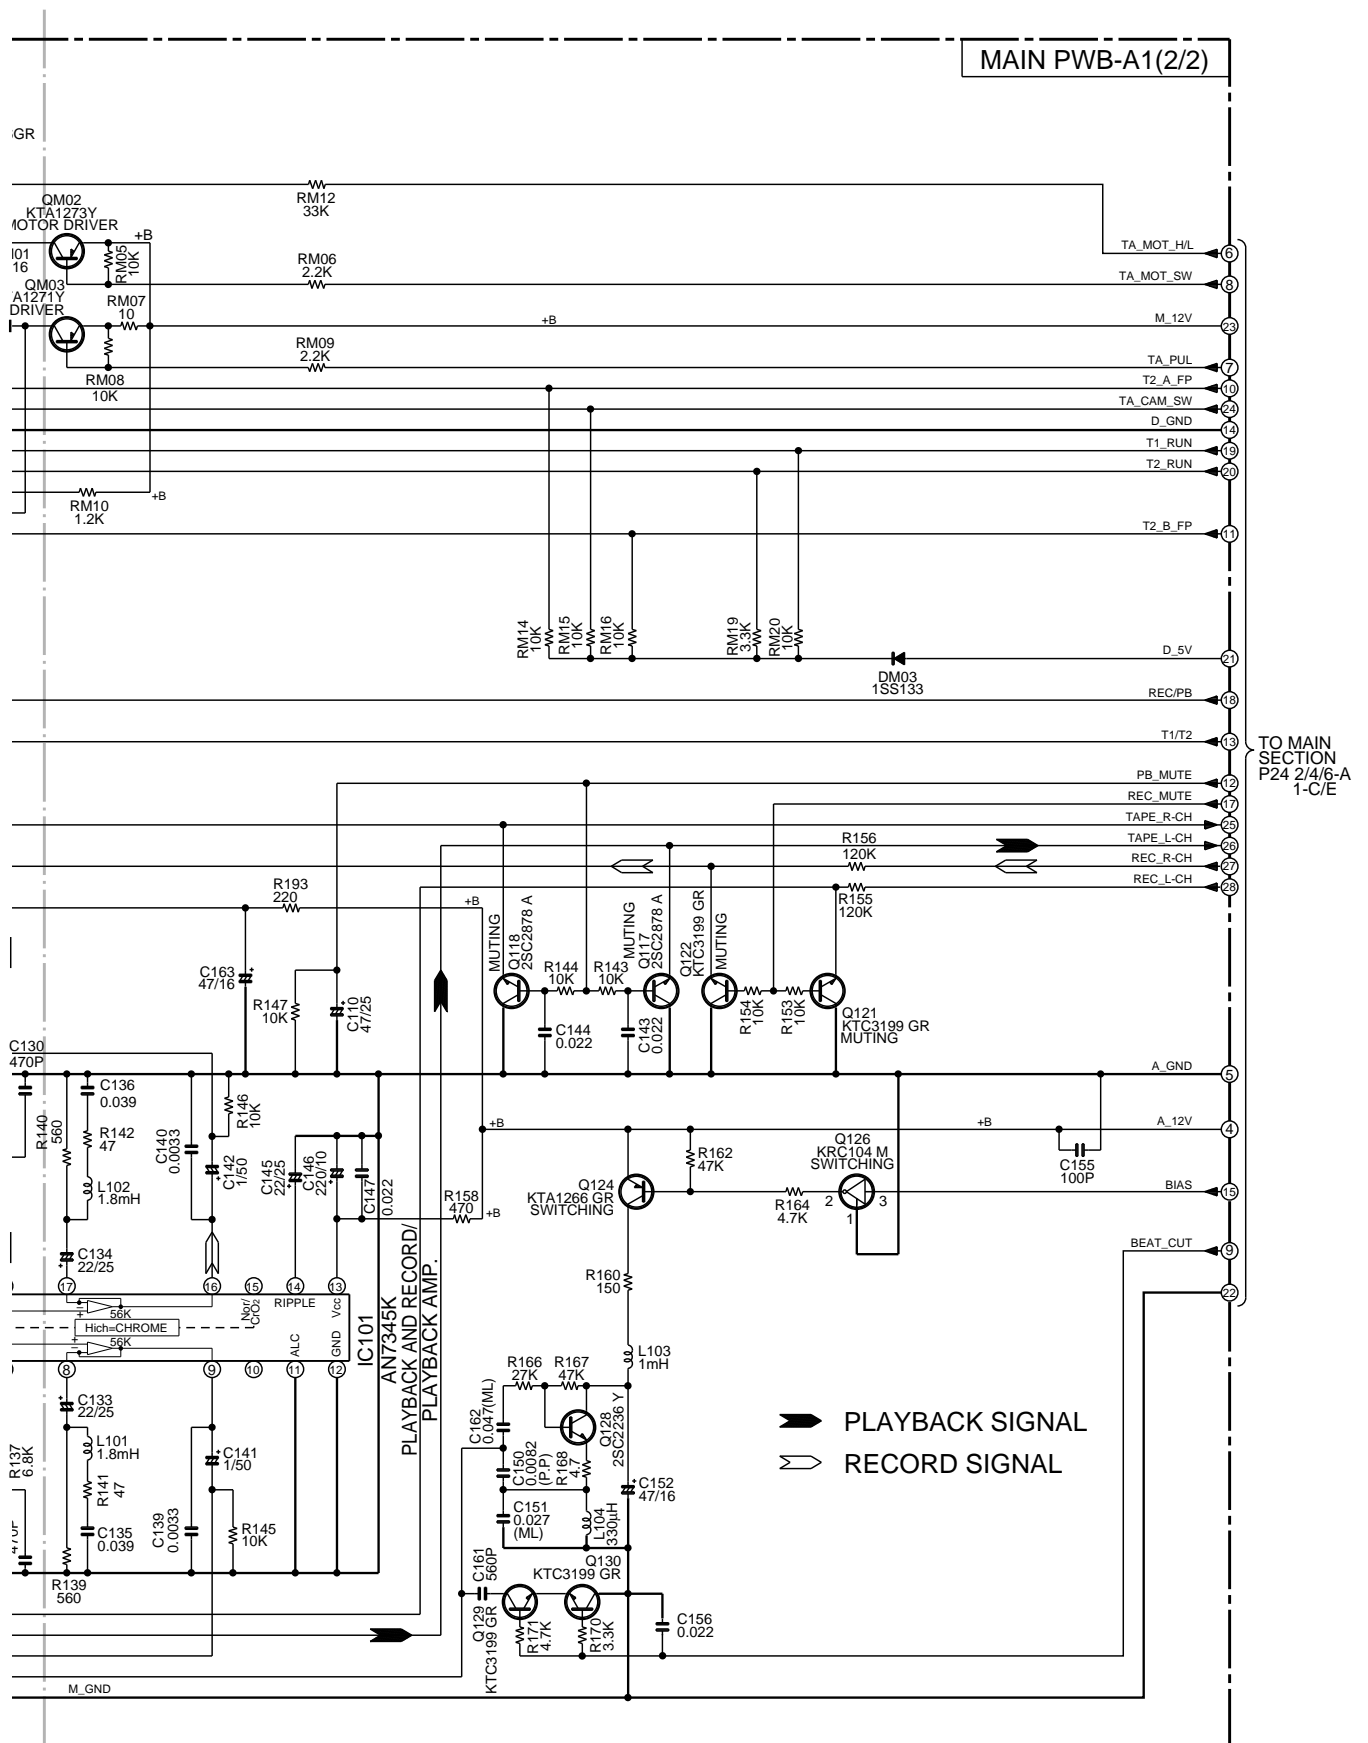 MAIN PWB-A1(2/2)
GR
RM12
33K
QM02
KTA1273Y
MOTOR DRIVER
+B
RM05
10K
16
QM03
A1271Y
DRIVER
RM07
10
RM06
2.2K
+B
RM09
2.2K
RM08
10K
RM10
1.2K
+B
TA_MOT_H/L
6
TA_MOT_SW
8
M_12V
23
TA_PUL
7
T2_A_FP
10
TA_CAM_SW
24
D_GND
14
T1_RUN
19
T2_RUN
20
T2_B_FP
11
RM14
10K
RM15
10K
RM16
10K
RM19
3.3K
RM20
10K
D_5V
21
DM03
1SS133
REC/PB
18
T1/T2
13
TO MAIN
SECTION
P24 2/4/6-A
1-C/E
PB_MUTE
12
REC_MUTE
17
TAPE_R-CH
25
TAPE_L-CH
26
REC_R-CH
27
REC_L-CH
28
R156
120K
R155
120K
R193
220
+B
MUTING
Q118
2SC2878 A
MUTING
Q117
2SC2878 A
Q122
KTC3199 GR
MUTING
C163
47/16
R147
10K
C110
47/25
R144
10K
R143
10K
C144
0.022
C143
0.022
R154
10K
R153
10K
Q121
KTC3199 GR
MUTING
C130
470P
A_GND
5
C136
0.039
R140
560
R142
47
L102
1.8mH
C140
0.0033
R146
10K
C142
1/50
C145
22/25
C146
220/10
C147
0.022
R158
470
+B
+B
+B
A_12V
4
Q126
KRC104 M
SWITCHING
R162
47K
C155
100P
Q124
KTA1266 GR
SWITCHING
R164
4.7K
2
3
1
BIAS
15
BEAT_CUT
9
22
C134
22/25
17
16
15
14
13
56K
Nor/
CrO2
RIPPLE
Vcc
Hich=CHROME
56K
ALC
GND
8
9
10
11
12
IC101
AN7345K
PLAYBACK AND RECORD/
PLAYBACK AMP.
R160
150
L103
1mH
R166
27K
R167
47K
C162
0.047(ML)
Q128
2SC2236 Y
C150
0.0082
(P.P)
R168
4.7
C152
47/16
C151
0.027
(ML)
L104
330µH
PLAYBACK SIGNAL
RECORD SIGNAL
C133
22/25
R137
6.8K
L101
1.8mH
R141
47
C141
1/50
C135
0.039
C139
0.0033
R145
10K
R139
560
C161
560P
Q130
KTC3199 GR
Q129
KTC3199 GR
R171
4.7K
R170
3.3K
C156
0.022
M_GND